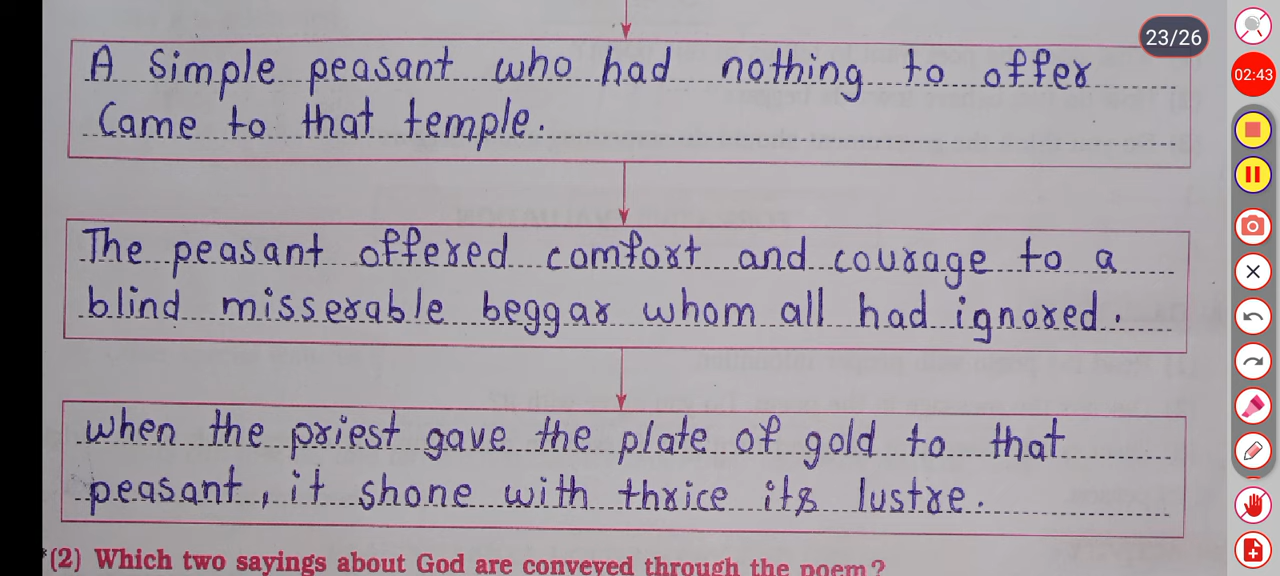 23/26
A Simple peasant who had nothing to offer
Came to that temple.
02:43
The peasant offered comfort and courage to a
blind misserable beggar whom all had ignored.
when the priest gave the plate of gold to that
peasant, it shone with thrice its lustre.
*(2) Which two sayings about God are conveyed through the poem?